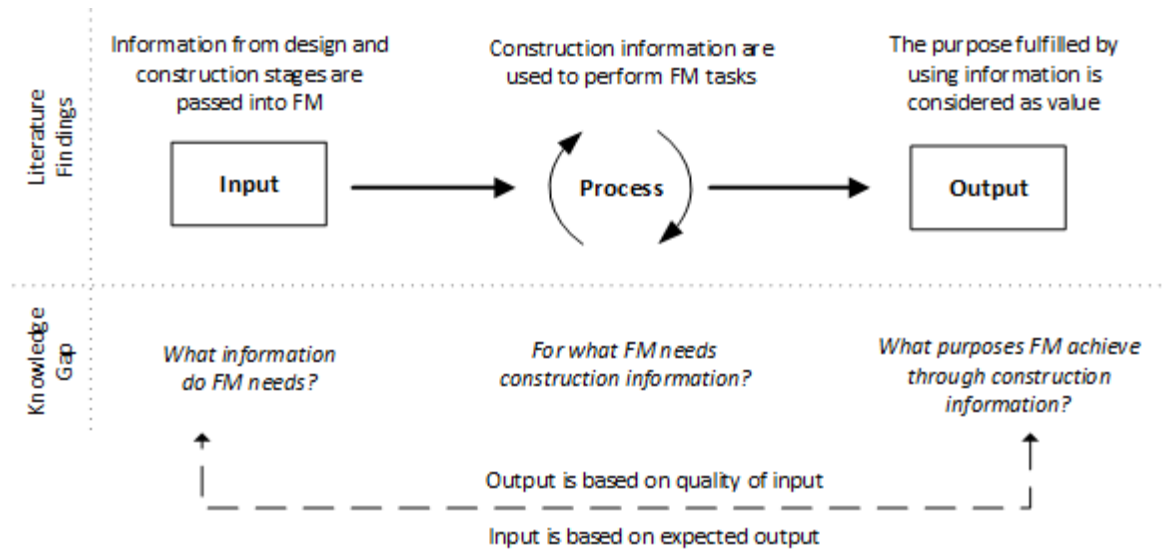 Literature
Findings
Information from design and
construction stages are
passed into FM
Construction information are
used to perform FM tasks
The purpose fulfilled by
using information is
considered as value
Input
Process
Output
Knowledge
Gap
What information
do FM needs?
For what FM needs
construction information?
What purposes FM achieve
through construction
information?
Output is based on quality of input
Input is based on expected output